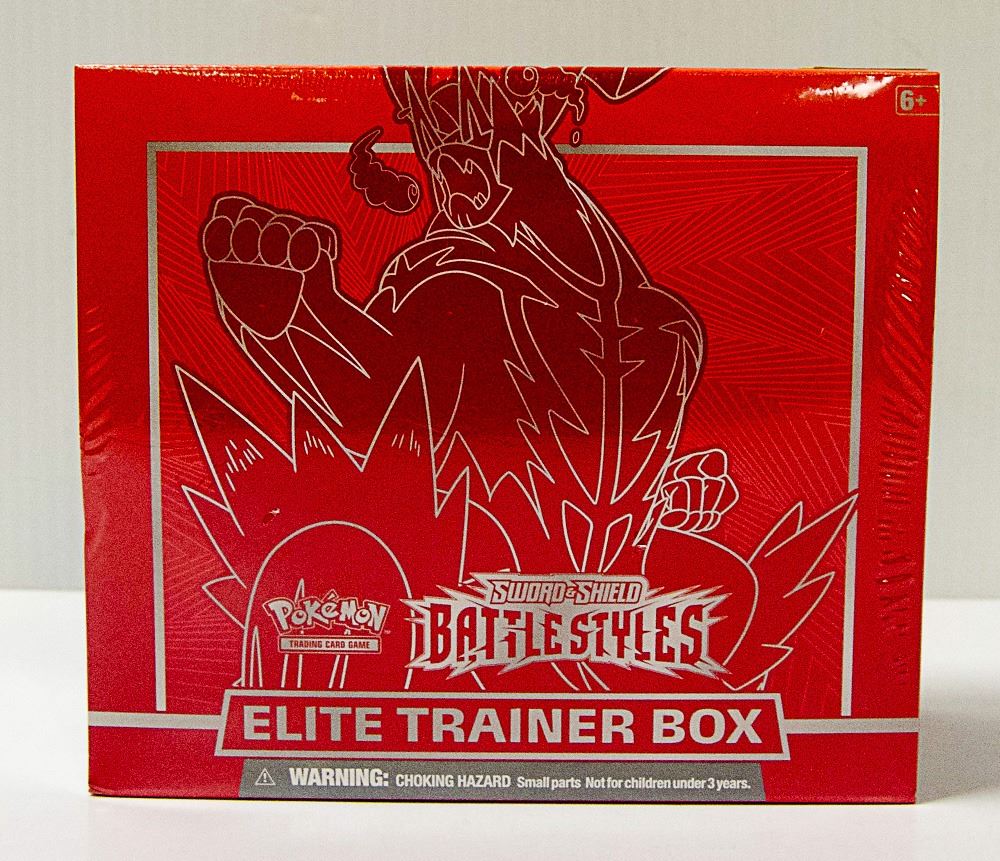 6+
POKéMON
TRADING CARD GAME
SWORD & SHIELD
BATTLE STYLES
ELITE TRAINER BOX
WARNING: CHOKING HAZARD Small parts Not for children under 3 years.